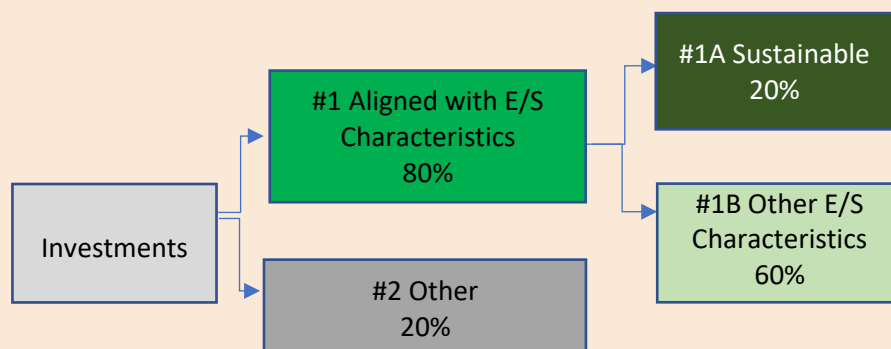 Investments
#1 Aligned with E/S
Characteristics
80%
#2 Other
20%
#1A Sustainable
20%
#1B Other E/S
Characteristics
60%